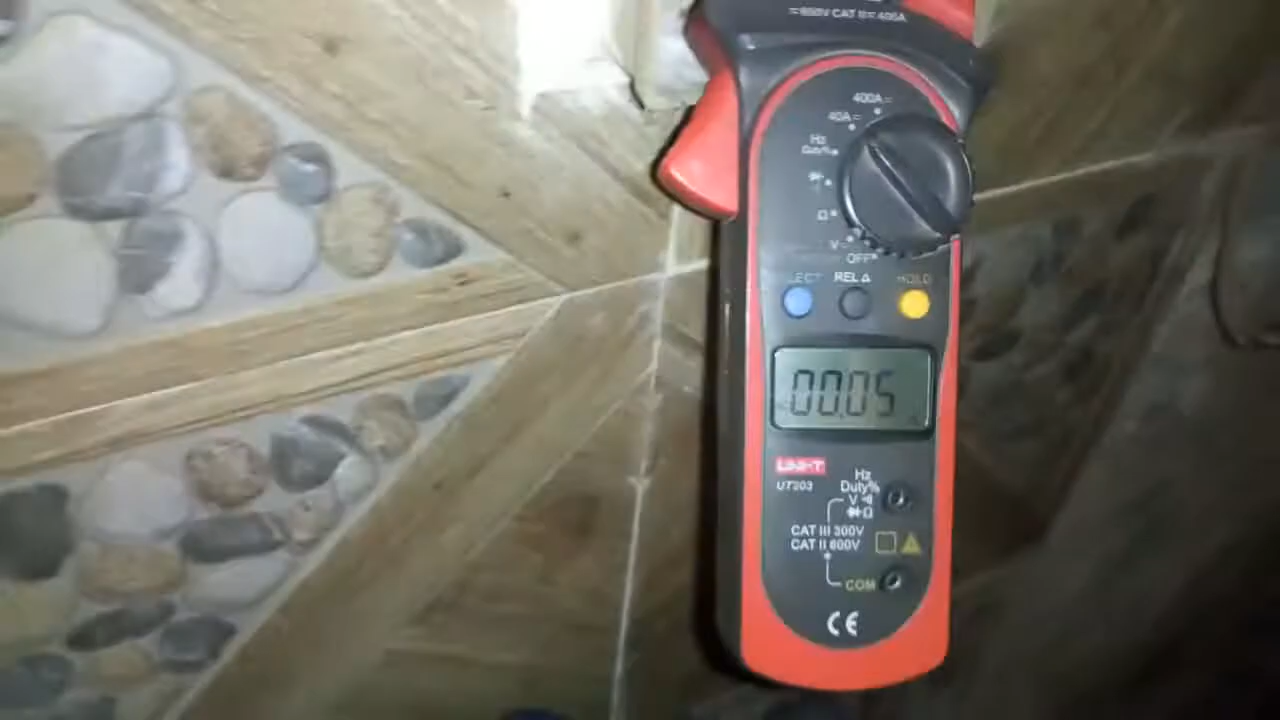 400A
40A
Hz
Duty%
Ω
V
OFF
LECT REL Δ HOLD
00.05
UNI-T
UT203
Hz
Duty%
V
Ω
CAT III 300V
CAT II 600V
COM
CE